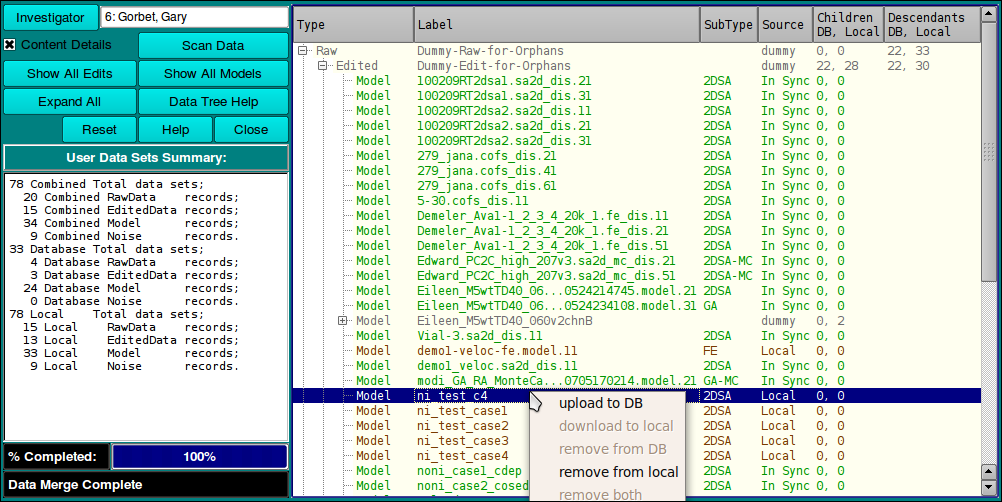 Investigator 6: Gorbet, Gary
Content Details Scan Data
Show All Edits Show All Models
Expand All Data Tree Help
Reset Help Close
User Data Sets Summary:
78 Combined Total data sets;
20 Combined RawData records;
15 Combined EditedData records;
34 Combined Model records;
9 Combined Noise records.
33 Database Total data sets;
4 Database RawData records;
3 Database EditedData records;
24 Database Model records;
0 Database Noise records.
78 Local Total data sets;
15 Local RawData records;
13 Local EditedData records;
33 Local Model records;
9 Local Noise records.
% Completed: 100%
Data Merge Complete
Type Label SubType Source Children DB, Local Descendants DB, Local
Raw Dummy-Raw-for-Orphans dummy 0, 0 22, 33
Edited Dummy-Edit-for-Orphans dummy 22, 28 22, 30
Model 100209RT2dsa1.sa2d_dis.21 2DSA In Sync 0, 0
Model 100209RT2dsa1.sa2d_dis.31 2DSA In Sync 0, 0
Model 100209RT2dsa2.sa2d_dis.11 2DSA In Sync 0, 0
Model 100209RT2dsa2.sa2d_dis.21 2DSA In Sync 0, 0
Model 100209RT2dsa2.sa2d_dis.31 2DSA In Sync 0, 0
Model 279_jana.cofs_dis.21 2DSA In Sync 0, 0
Model 279_jana.cofs_dis.41 2DSA In Sync 0, 0
Model 279_jana.cofs_dis.61 2DSA In Sync 0, 0
Model 5-30.cofs_dis.11 2DSA In Sync 0, 0
Model Demeler_Ava1-1_2_3_4_20k_1.fe_dis.11 2DSA In Sync 0, 0
Model Demeler_Ava1-1_2_3_4_20k_1.fe_dis.21 2DSA In Sync 0, 0
Model Demeler_Ava1-1_2_3_4_20k_1.fe_dis.51 2DSA In Sync 0, 0
Model Edward_PC2C_high_207v3.sa2d_mc_dis.21 2DSA-MC In Sync 0, 0
Model Edward_PC2C_high_207v3.sa2d_mc_dis.51 2DSA-MC In Sync 0, 0
Model Eileen_M5wtTD40_06...0524214745.model.21 2DSA In Sync 0, 0
Model Eileen_M5wtTD40_06...0524234108.model.31 GA In Sync 0, 0
Model Eileen_M5wtTD40_060v2chnB dummy 0, 2
Model Vial-3.sa2d_dis.11 2DSA In Sync 0, 0
Model demo1-veloc-fe.model.11 FE Local 0, 0
Model demo1_veloc.sa2d_dis.11 2DSA In Sync 0, 0
Model modi_GA_RA_MonteCa...0705170214.model.21 GA-MC In Sync 0, 0
Model ni_test_c4 2DSA Local 0, 0
Model ni_test_case1 2DSA Local 0, 0
Model ni_test_case2 2DSA Local 0, 0
Model ni_test_case3 2DSA Local 0, 0
Model ni_test_case4 2DSA Local 0, 0
Model noni_case1_cdep 2DSA In Sync 0, 0
Model noni_case2_cosed 2DSA In Sync 0, 0
upload to DB
download to local
remove from DB
remove from local
remove both